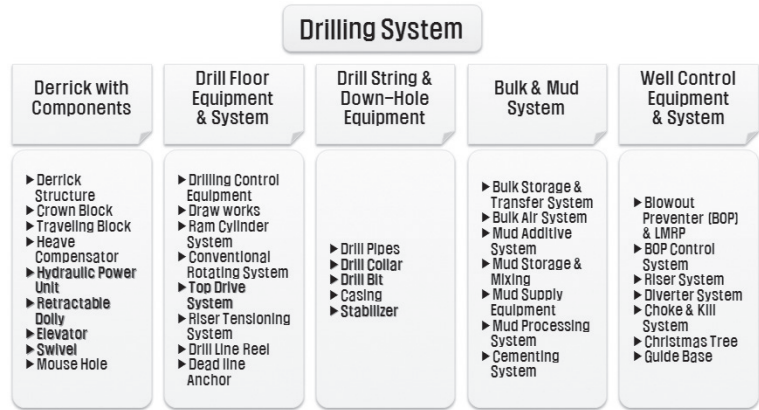 Drilling System
Derrick with
Components
Drill Floor
Equipment
& System
Drill String &
Down-Hole
Equipment
Bulk & Mud
System
Well Control
Equipment
& System
▶ Derrick
Structure
▶ Crown Block
▶ Traveling Block
▶ Heave
Compensator
▶ Hydraulic Power
Unit
▶ Retractable
Dolly
▶ Elevator
▶ Swivel
▶ Mouse Hole
▶ Drilling Control
Equipment
▶ Draw works
▶ Ram Cylinder
System
▶ Conventional
Rotating System
▶ Top Drive
System
▶ Riser Tensioning
System
▶ Drill Line Reel
▶ Dead line
Anchor
▶ Drill Pipes
▶ Drill Collar
▶ Drill Bit
▶ Casing
▶ Stabilizer
▶ Bulk Storage &
Transfer System
▶ Bulk Air System
▶ Mud Additive
System
▶ Mud Storage &
Mixing
▶ Mud Supply
Equipment
▶ Mud Processing
System
▶ Cementing
System
▶ Blowout
Preventer (BOP)
& LMRP
▶ BOP Control
System
▶ Riser System
▶ Diverter System
▶ Choke & Kill
System
▶ Christmas Tree
▶ Guide Base